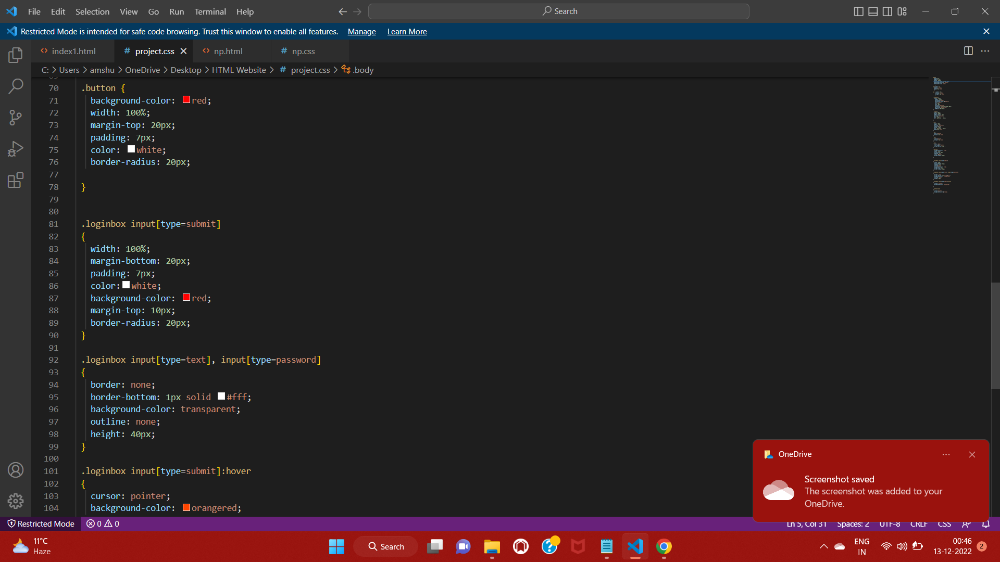 File Edit Selection View Go Run Terminal Help
Search
Restricted Mode is intended for safe code browsing. Trust this window to enable all features. Manage Learn More
index1.html # project.css np.html # np.css
C: > Users > amshu > OneDrive > Desktop > HTML Website > # project.css > .body
70 .button {
71 background-color: red;
72 width: 100%;
73 margin-top: 20px;
74 padding: 7px;
75 color: white;
76 border-radius: 20px;
77
78 }
79
80
81 .loginbox input[type=submit]
82 {
83 width: 100%;
84 margin-bottom: 20px;
85 padding: 7px;
86 color: white;
87 background-color: red;
88 margin-top: 10px;
89 border-radius: 20px;
90 }
91
92 .loginbox input[type=text], input[type=password]
93 {
94 border: none;
95 border-bottom: 1px solid #fff;
96 background-color: transparent;
97 outline: none;
98 height: 40px;
99 }
100
101 .loginbox input[type=submit]:hover
102 {
103 cursor: pointer;
104 background-color: orangered;
OneDrive
Screenshot saved
The screenshot was added to your
OneDrive.
Restricted Mode 0 0 Ln 5, Col 31 Spaces: 2 UTF-8 CRLF CSS
11°C
Haze
Search
ENG
IN
00:46
13-12-2022
2